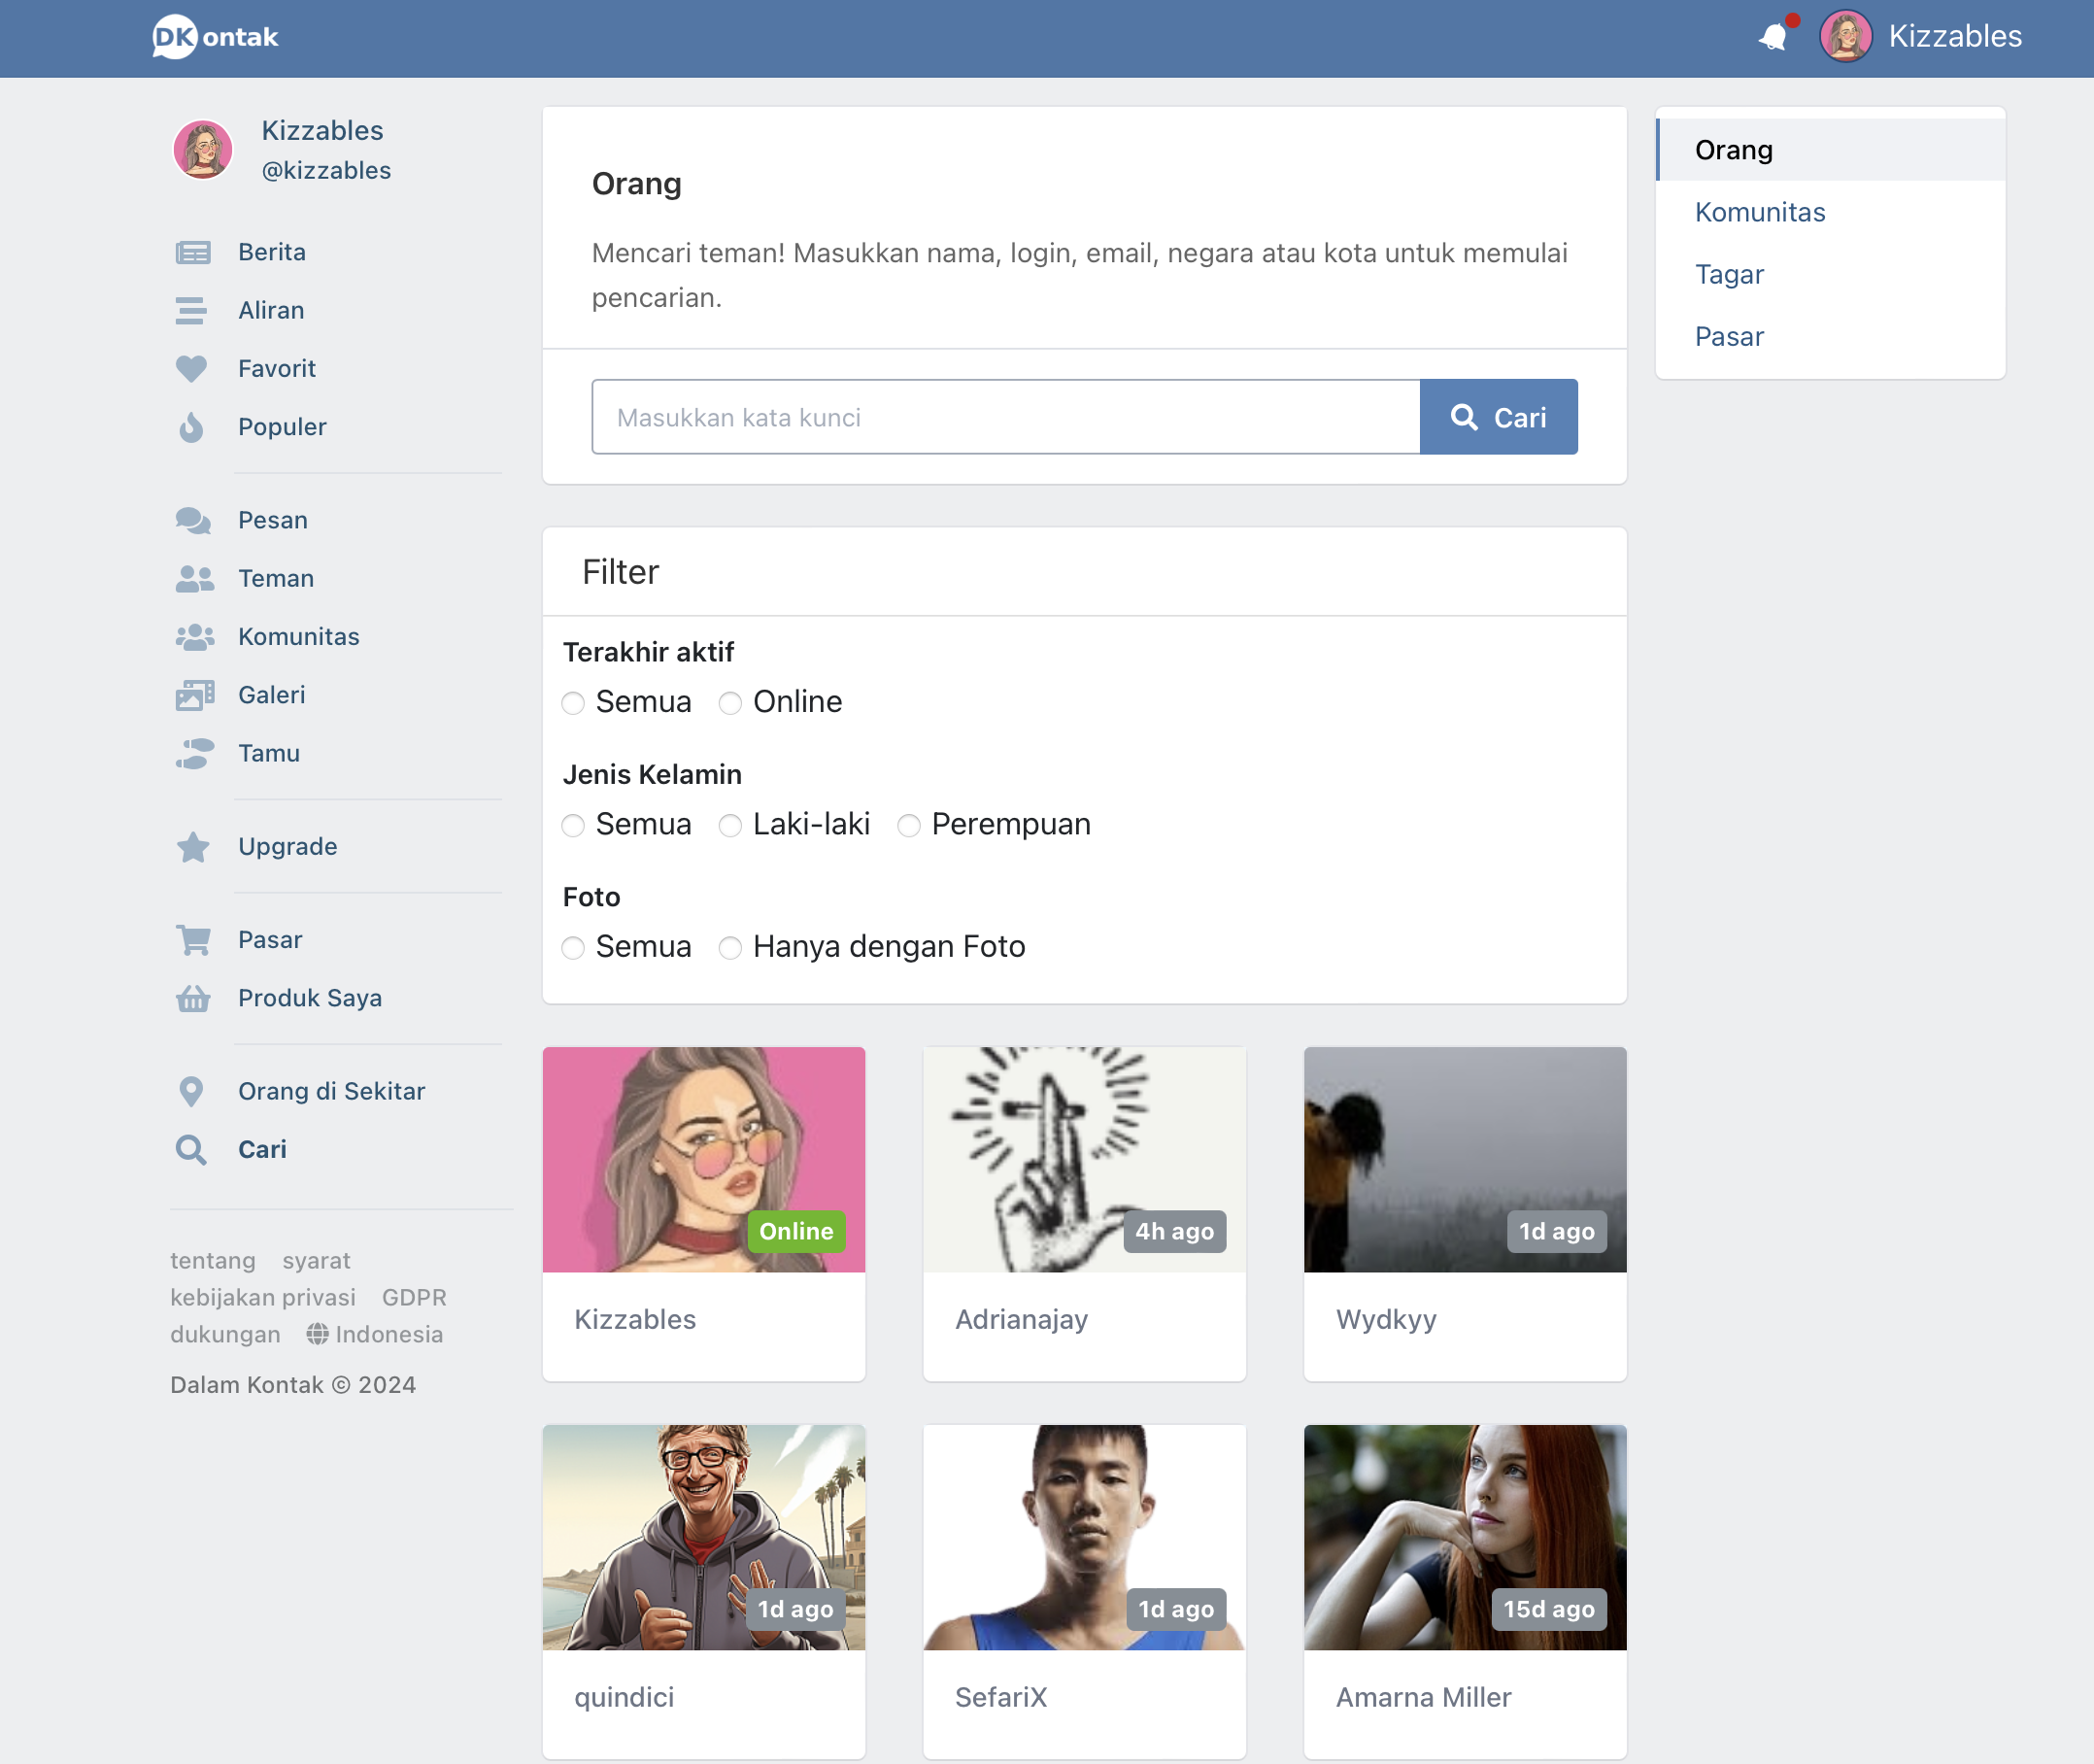 DKontak
Kizzables
Kizzables
@kizzables
Berita
Aliran
Favorit
Populer
Pesan
Teman
Komunitas
Galeri
Tamu
Upgrade
Pasar
Produk Saya
Orang di Sekitar
Cari
tentang syarat
kebijakan privasi GDPR
dukungan Indonesia
Dalam Kontak © 2024
Orang
Mencari teman! Masukkan nama, login, email, negara atau kota untuk memulai
pencarian.
Masukkan kata kunci
Cari
Filter
Terakhir aktif
Semua Online
Jenis Kelamin
Semua Laki-laki Perempuan
Foto
Semua Hanya dengan Foto
Online
Kizzables
4h ago
Adrianajay
1d ago
Wydkyy
1d ago
quindici
1d ago
SefariX
15d ago
Amarna Miller
Orang
Komunitas
Tagar
Pasar